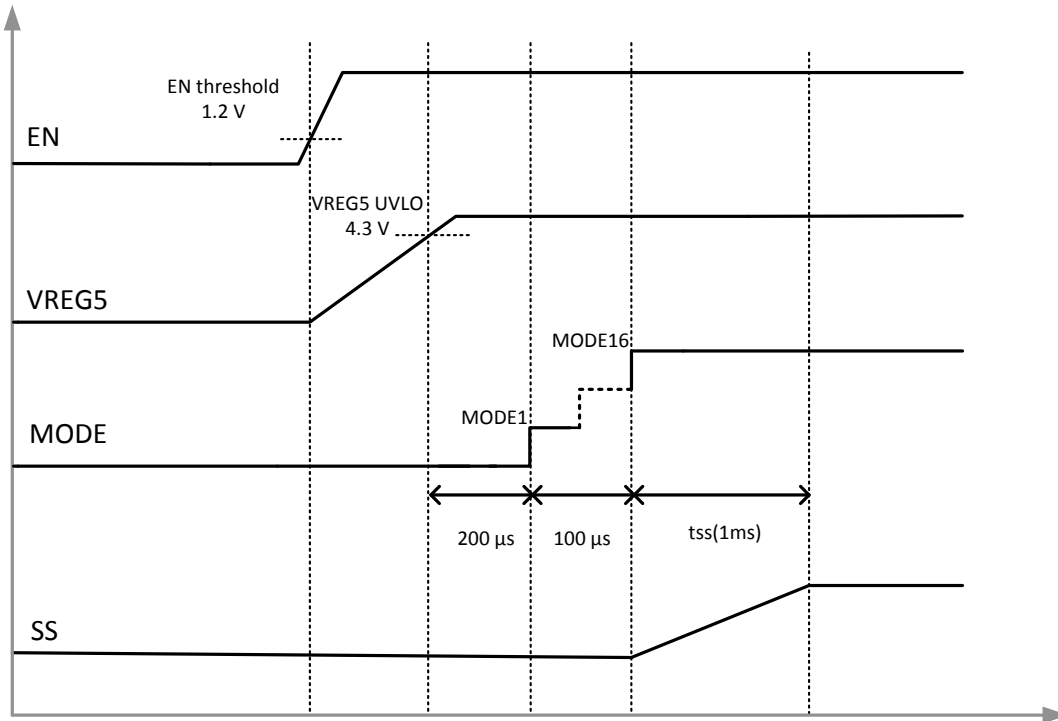 EN threshold
1.2 V
EN
VREG5 UVLO
4.3 V
VREG5
MODE16
MODE1
MODE
200 µs
100 µs
tss(1ms)
SS